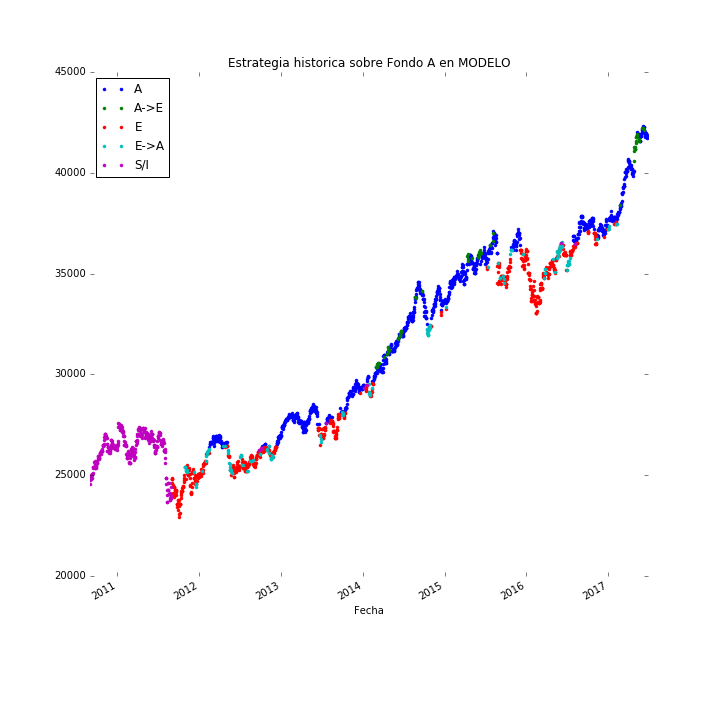 Estrategia historica sobre Fondo A en MODELO
45000
40000
35000
30000
25000
20000
A
A->E
E
E->A
S/I
2011
2012
2013
2014
2015
2016
2017
Fecha